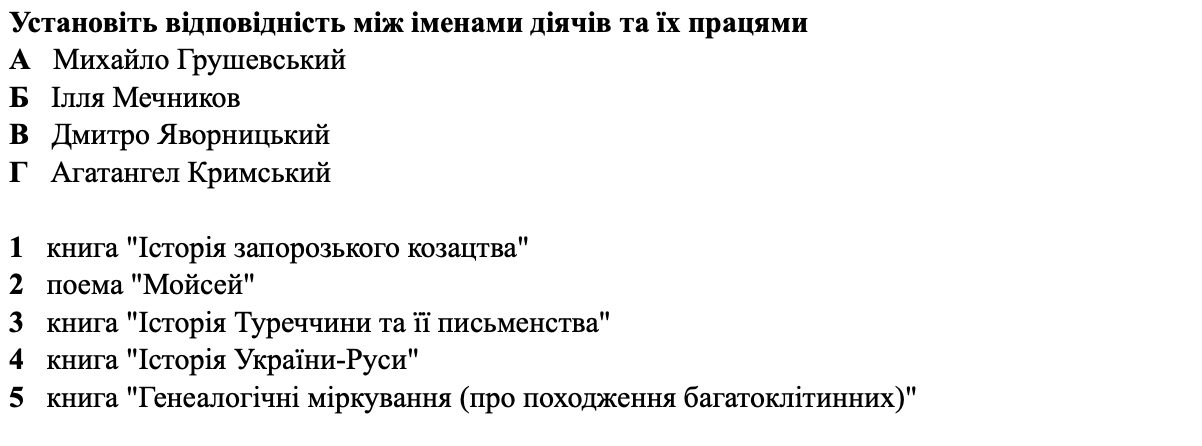 Установіть відповідність між іменами діячів та їх працями
А Михайло Грушевський
Б Ілля Мечников
В Дмитро Яворницький
Г Агатангел Кримський
1 книга "Історія запорозького козацтва"
2 поема "Мойсей"
3 книга "Історія Туреччини та її письменства"
4 книга "Історія України-Руси"
5 книга "Генеалогічні міркування (про походження багатоклітинних)"